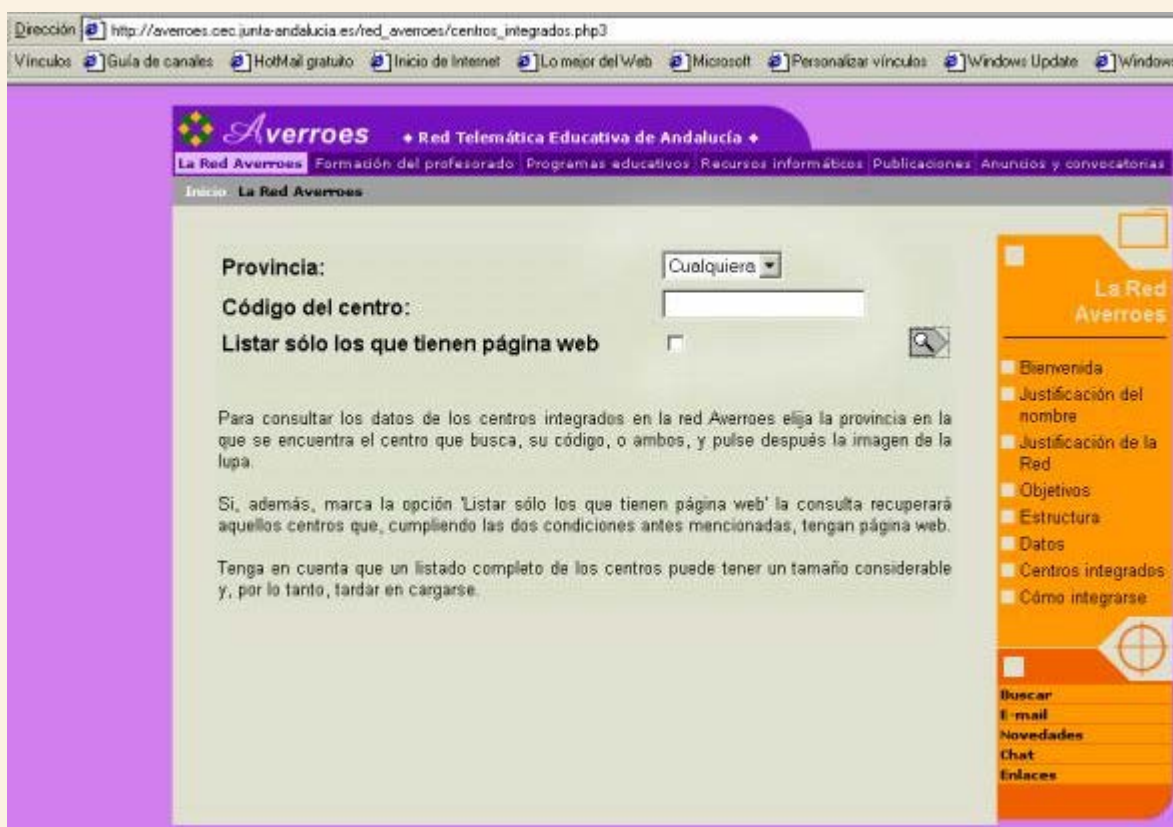 Dirección http://averroes.cec.junta-andalucia.es/red_averroes/centros_integrados.php3
Vínculos Guía de canales HotMail gratuito Inicio de Internet Lo mejor del Web Microsoft Personalizar vínculos Windows Update Windows
Averroes Red Telemática Educativa de Andalucía
La Red Averroes Formación del profesorado Programas educativos Recursos informáticos Publicaciones Anuncios y convocatorias
Inicio La Red Averroes
Provincia: Cualquiera
Código del centro:
Listar sólo los que tienen página web
Para consultar los datos de los centros integrados en la red Averroes elija la provincia en la
que se encuentra el centro que busca, su código, o ambos, y pulse después la imagen de la
lupa.
Si, además, marca la opción 'Listar sólo los que tienen página web' la consulta recuperará
aquellos centros que, cumpliendo las dos condiciones antes mencionadas, tengan página web.
Tenga en cuenta que un listado completo de los centros puede tener un tamaño considerable
y, por lo tanto, tardar en cargarse.
La Red
Averroes
Bienvenida
Justificación del
nombre
Justificación de la
Red
Objetivos
Estructura
Datos
Centros integrados
Cómo integrarse
Buscar
E-mail
Novedades
Chat
Enlaces